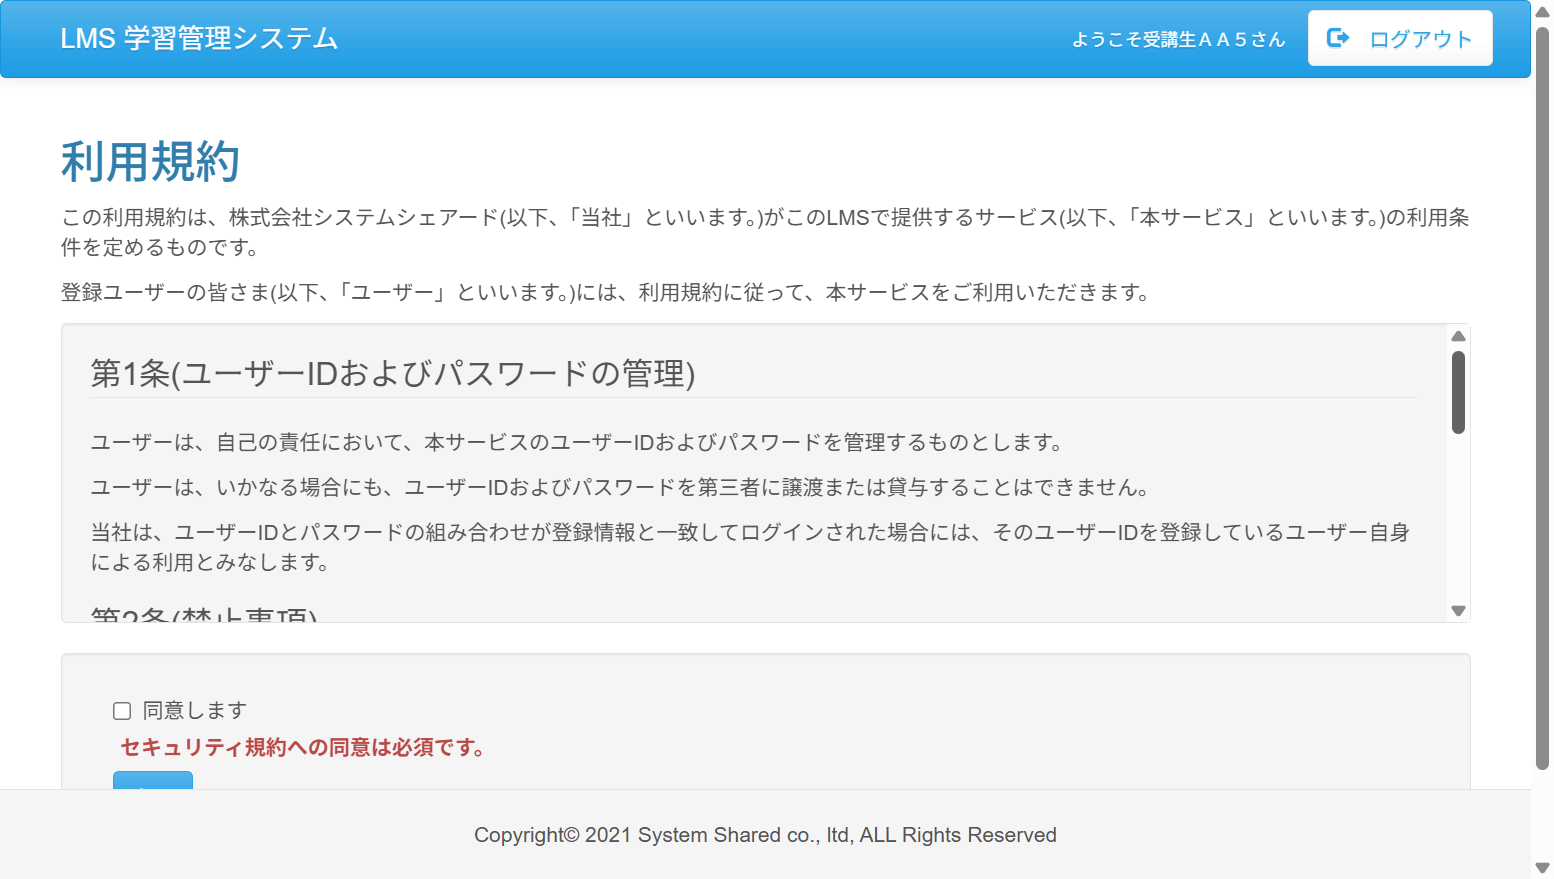 LMS 学習管理システム
ようこそ受講生ＡＡ５さん
ログアウト
利用規約
この利用規約は、株式会社システムシェアード(以下、「当社」といいます。)がこのLMSで提供するサービス(以下、「本サービス」といいます。)の利用条
件を定めるものです。
登録ユーザーの皆さま(以下、「ユーザー」といいます。)には、利用規約に従って、本サービスをご利用いただきます。
第1条(ユーザーIDおよびパスワードの管理)
ユーザーは、自己の責任において、本サービスのユーザーIDおよびパスワードを管理するものとします。
ユーザーは、いかなる場合にも、ユーザーIDおよびパスワードを第三者に譲渡または貸与することはできません。
当社は、ユーザーIDとパスワードの組み合わせが登録情報と一致してログインされた場合には、そのユーザーIDを登録しているユーザー自身
による利用とみなします。
第2条(禁止事項)
同意します
セキュリティ規約への同意は必須です。
Copyright© 2021 System Shared co., ltd, ALL Rights Reserved